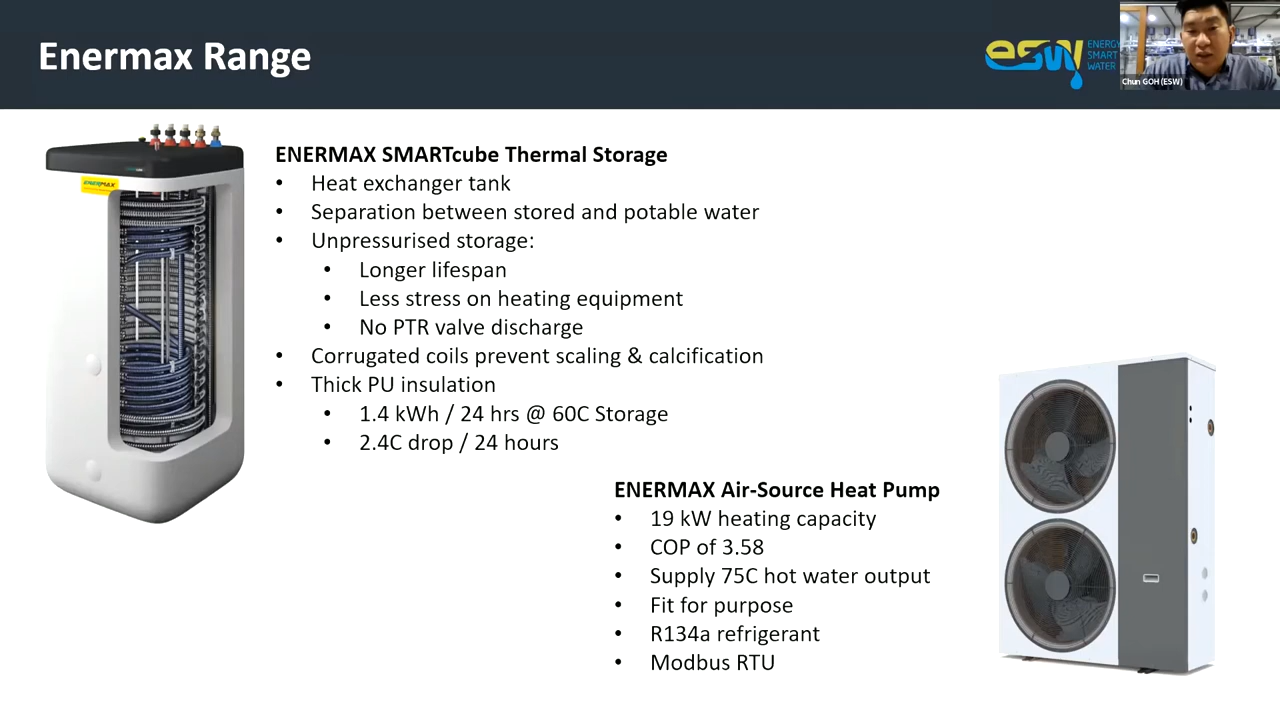 Enermax Range
esw
ENERGY
SMART
WATER
Chun GOH (ESW)
ENERMAX
ENERMAX SMARTcube Thermal Storage
• Heat exchanger tank
• Separation between stored and potable water
• Unpressurised storage:
• Longer lifespan
• Less stress on heating equipment
• No PTR valve discharge
• Corrugated coils prevent scaling & calcification
• Thick PU insulation
• 1.4 kWh / 24 hrs @ 60C Storage
• 2.4C drop / 24 hours
ENERMAX Air-Source Heat Pump
• 19 kW heating capacity
• COP of 3.58
• Supply 75C hot water output
• Fit for purpose
• R134a refrigerant
• Modbus RTU